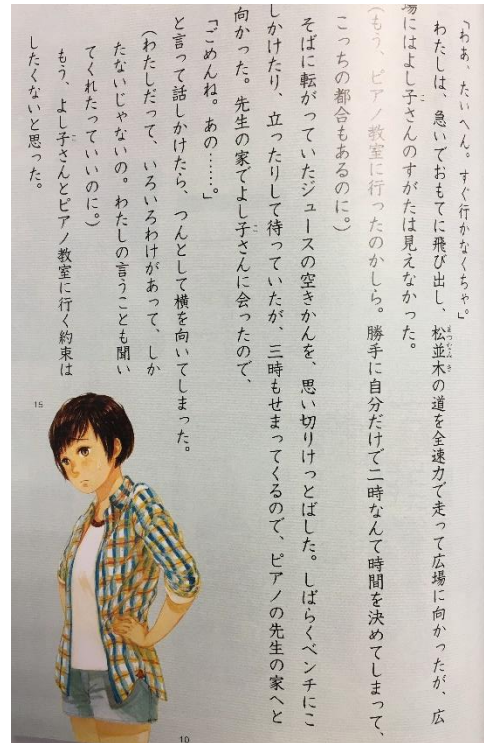 「わあ、たいへん。すぐ行かなくちゃ。」
わたしは、急いでおもてに飛び出し、松並木の道を全速力で走って広場に向かったが、広
場にはよし子さんのすがたは見えなかった。
(もう、ピアノ教室に行ったのかしら。勝手に自分だけで二時なんて時間を決めてしまって、
こっちの都合もあるのに。)
そばに転がっていたジュースの空きかんを、思い切りけっとばした。しばらくベンチにこ
しかけたり、立ったりして待っていたが、三時もせまってくるので、ピアノの先生の家へと
向かった。先生の家でよし子さんに会ったので、
「ごめんね。あの……。」
と言って話しかけたら、つんとして横を向いてしまった。
(わたしだって、いろいろわけがあって、しか
たないじゃないの。わたしの言うことも聞い
てくれたっていいのに。)
もう、よし子さんとピアノ教室に行く約束は
したくないと思った。
15
10